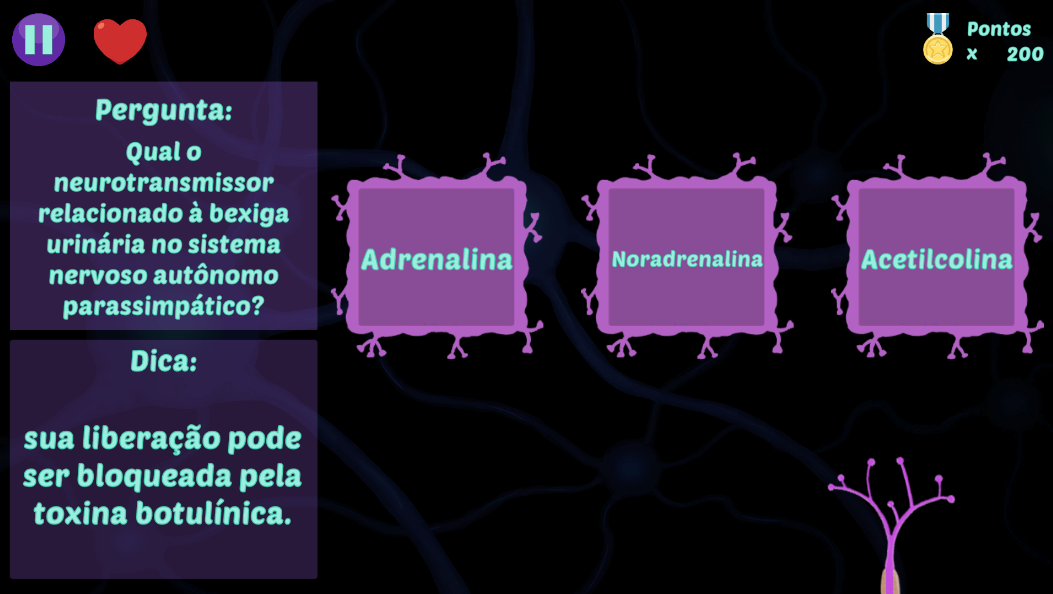 Pontos
x 200
Pergunta:
Qual o
neurotransmissor
relacionado à bexiga
urinária no sistema
nervoso autônomo
parassimpático?
Dica:
sua liberação pode
ser bloqueada pela
toxina botulínica.
Adrenalina
Noradrenalina
Acetilcolina